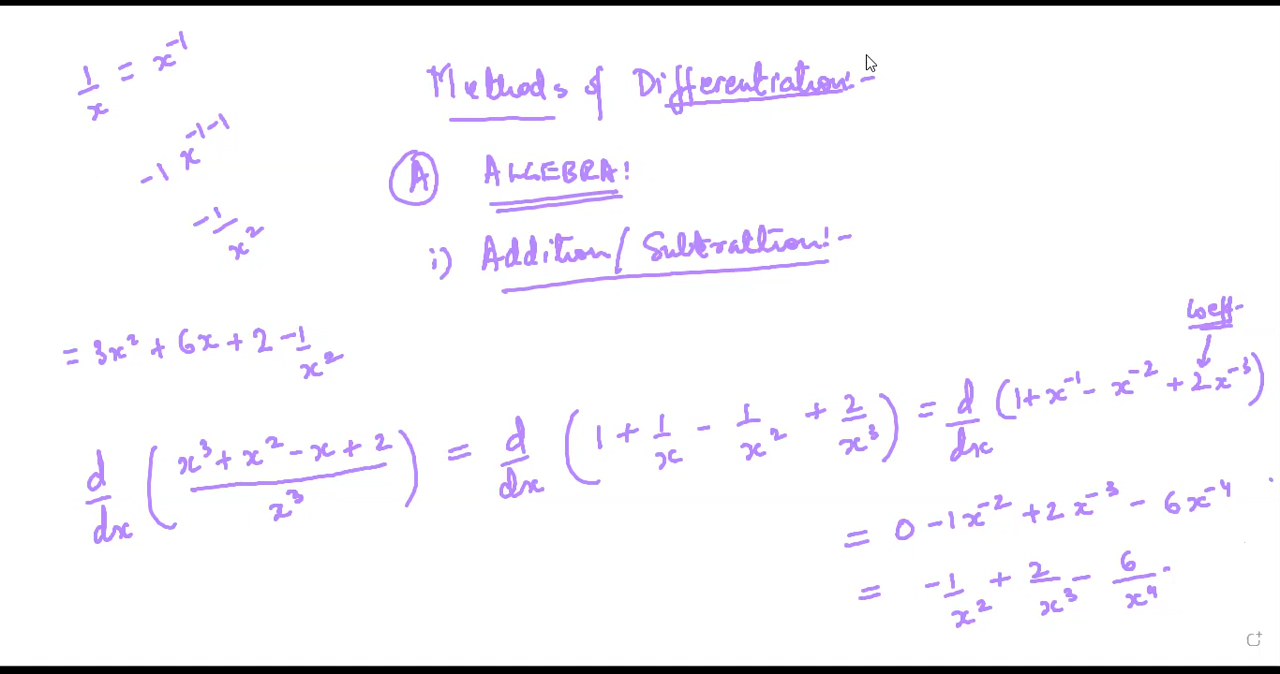 1/x = x^-1
-1 x^-1-1
-1/x^2
Methods of Differentration:-
(A) ALGEBRA:
i) Addition/Subtrattion:-
= 3x^2 + 6x + 2 - 1/x^2
Coeff-
d/dx ((x^3 + x^2 - x + 2)/x^3) = d/dx (1 + 1/x - 1/x^2 + 2/x^3) = d/dx (1 + x^-1 - x^-2 + 2x^-3)
= 0 - 1x^-2 + 2x^-3 - 6x^-4
= -1/x^2 + 2/x^3 - 6/x^4.